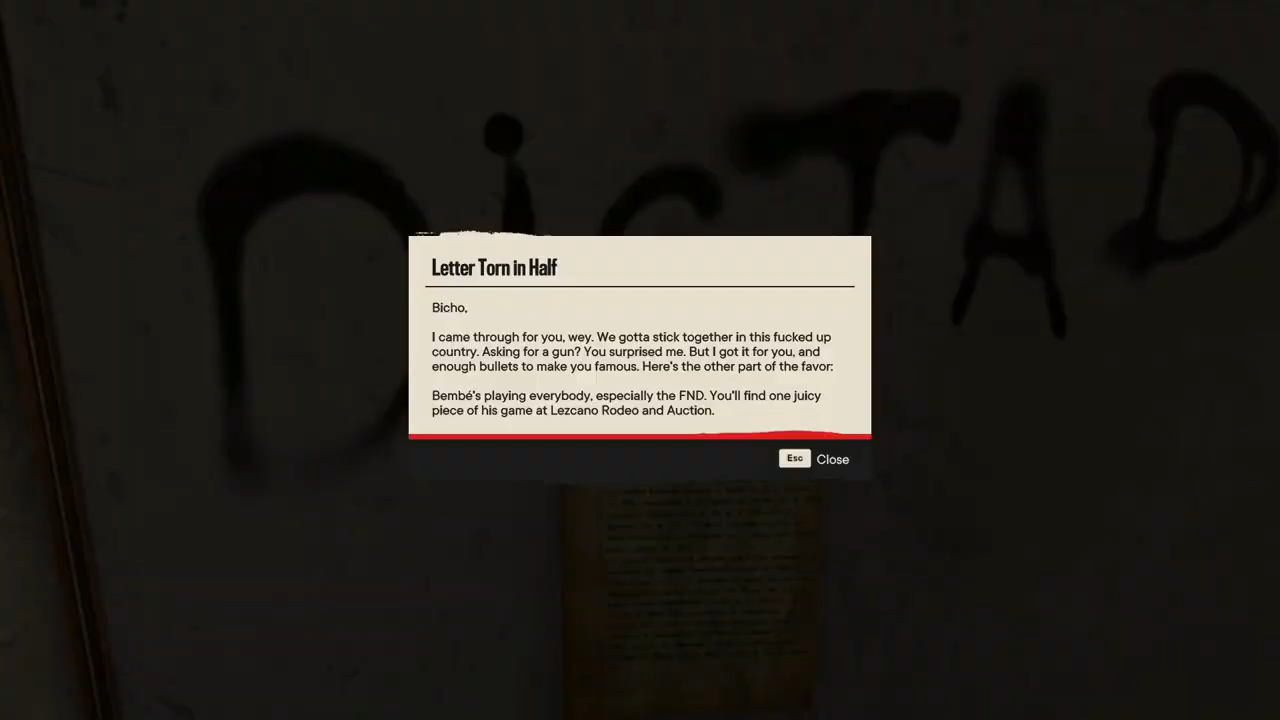 DiCTAD
Letter Torn in Half
Bicho,
I came through for you, wey. We gotta stick together in this fucked up
country. Asking for a gun? You surprised me. But I got it for you, and
enough bullets to make you famous. Here's the other part of the favor:
Bembé's playing everybody, especially the FND. You'll find one juicy
piece of his game at Lezcano Rodeo and Auction.
Esc Close